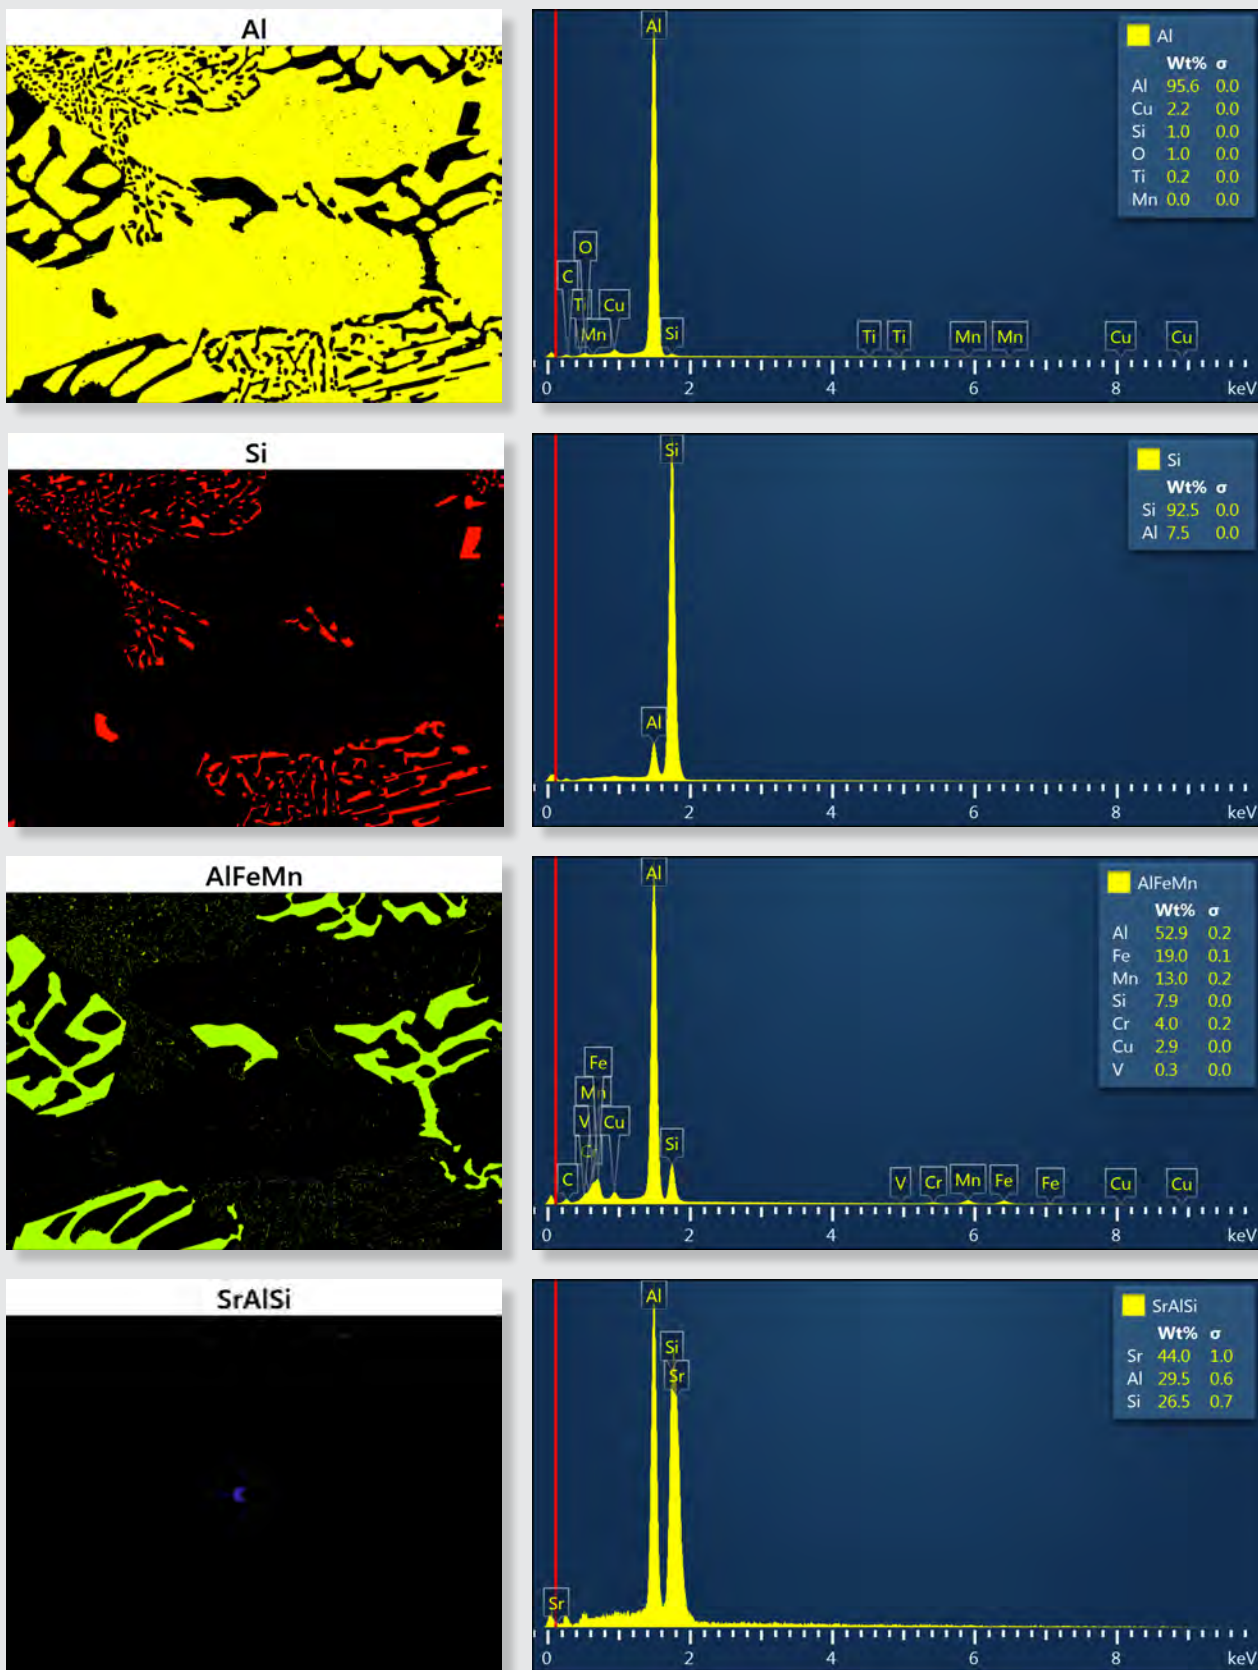 Al
Al
Al
Wt% σ
Al 95.6 0.0
Cu 2.2 0.0
Si 1.0 0.0
O 1.0 0.0
Ti 0.2 0.0
Mn 0.0 0.0
O
C
Cu
Mn
Si
Ti Ti Mn Mn Cu Cu
0 2 4 6 8 keV
Si
Si
Si
Wt% σ
Si 92.5 0.0
Al 7.5 0.0
Al
0 2 4 6 8 keV
AlFeMn
Al
AlFeMn
Wt% σ
Al 52.9 0.2
Fe 19.0 0.1
Mn 13.0 0.2
Si 7.9 0.0
Cr 4.0 0.2
Cu 2.9 0.0
V 0.3 0.0
Fe
Mn
V Cu
Si
C
V Cr Mn Fe Fe Cu Cu
0 2 4 6 8 keV
SrAlSi
Al
SrAlSi
Wt% σ
Sr 44.0 1.0
Al 29.5 0.6
Si 26.5 0.7
Si
Sr
Sr
0 2 4 6 8 keV